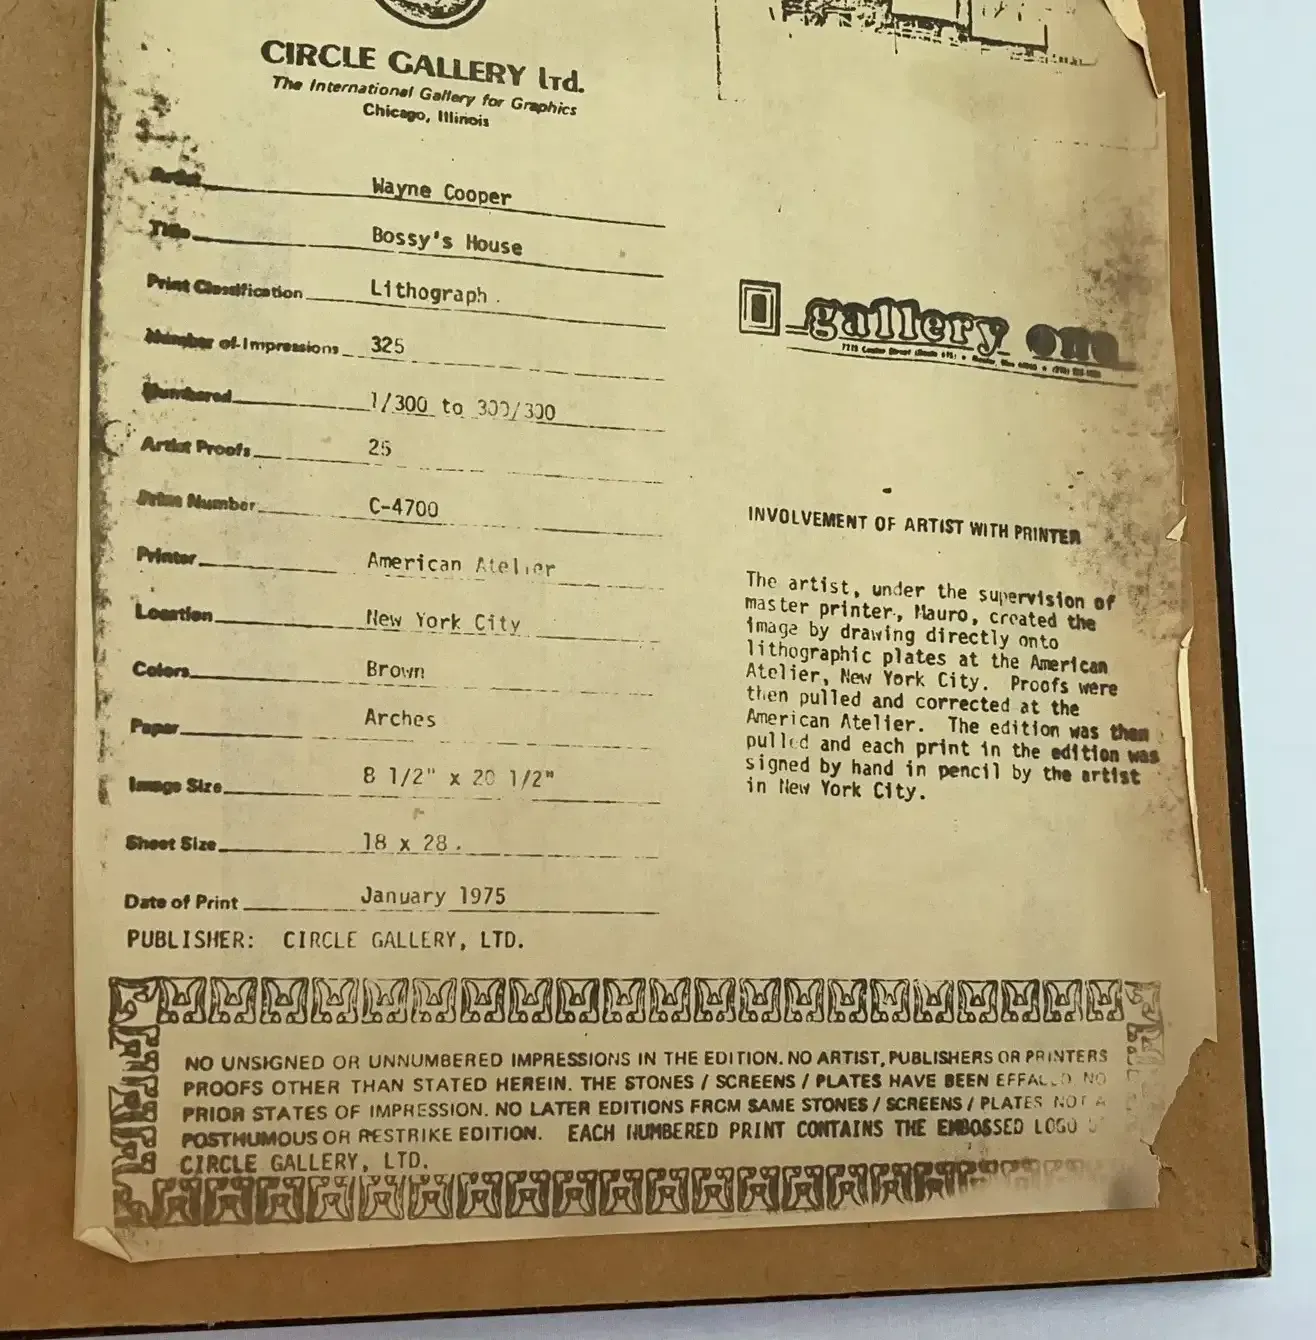 CIRCLE GALLERY Ltd.
The International Gallery for Graphics
Chicago, Illinois
Artist Wayne Cooper
Title Bossy's House
Print Classification Lithograph .
Number of Impressions 325
Numbered 1/300 to 300/300
Artist Proofs 25
Prints Number C-4700
Printer American Atelier
Location New York City
Colors Brown
Paper Arches
Image Size 8 1/2" x 20 1/2"
Sheet Size 18 x 28 .
Date of Print January 1975
PUBLISHER: CIRCLE GALLERY, LTD.
gallery one
INVOLVEMENT OF ARTIST WITH PRINTER
The artist, under the supervision of
master printer, Mauro, created the
image by drawing directly onto
lithographic plates at the American
Atelier, New York City. Proofs were
then pulled and corrected at the
American Atelier. The edition was then
pulled and each print in the edition was
signed by hand in pencil by the artist
in New York City.
NO UNSIGNED OR UNNUMBERED IMPRESSIONS IN THE EDITION. NO ARTIST, PUBLISHERS OR PRINTERS
PROOFS OTHER THAN STATED HEREIN. THE STONES / SCREENS / PLATES HAVE BEEN NO
PRIOR STATES OF IMPRESSION. NO LATER EDITIONS FROM SAME STONES / SCREENS / PLATES NOT A
POSTHUMOUS OR RESTRIKE EDITION. EACH NUMBERED PRINT CONTAINS THE EMBOSSED LOGO
CIRCLE GALLERY, LTD.